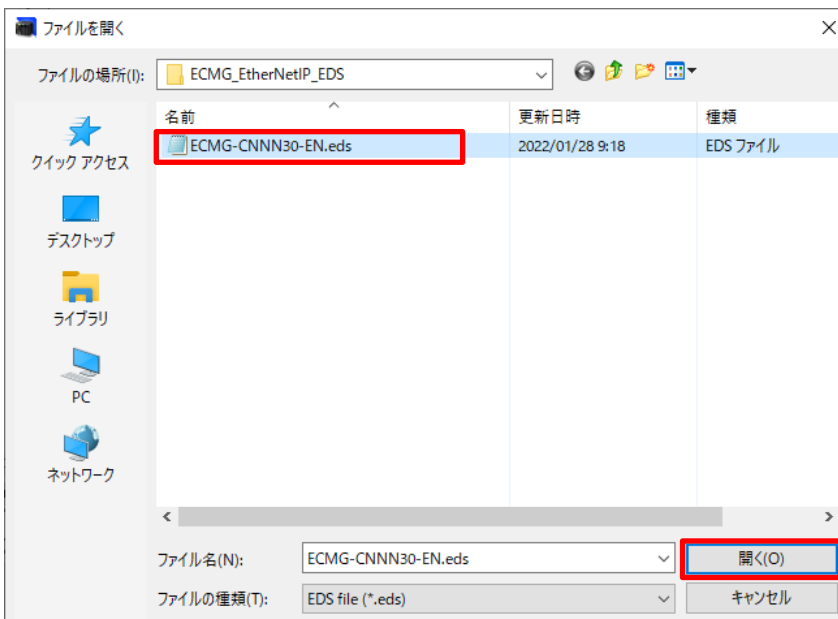 ファイルを開く
ファイルの場所(I): ECMG_EtherNetIP_EDS
名前 更新日時 種類
ECMG-CNNN30-EN.eds 2022/01/28 9:18 EDS ファイル
クイック アクセス
デスクトップ
ライブラリ
PC
ネットワーク
ファイル名(N): ECMG-CNNN30-EN.eds 開く(O)
ファイルの種類(T): EDS file (*.eds) キャンセル